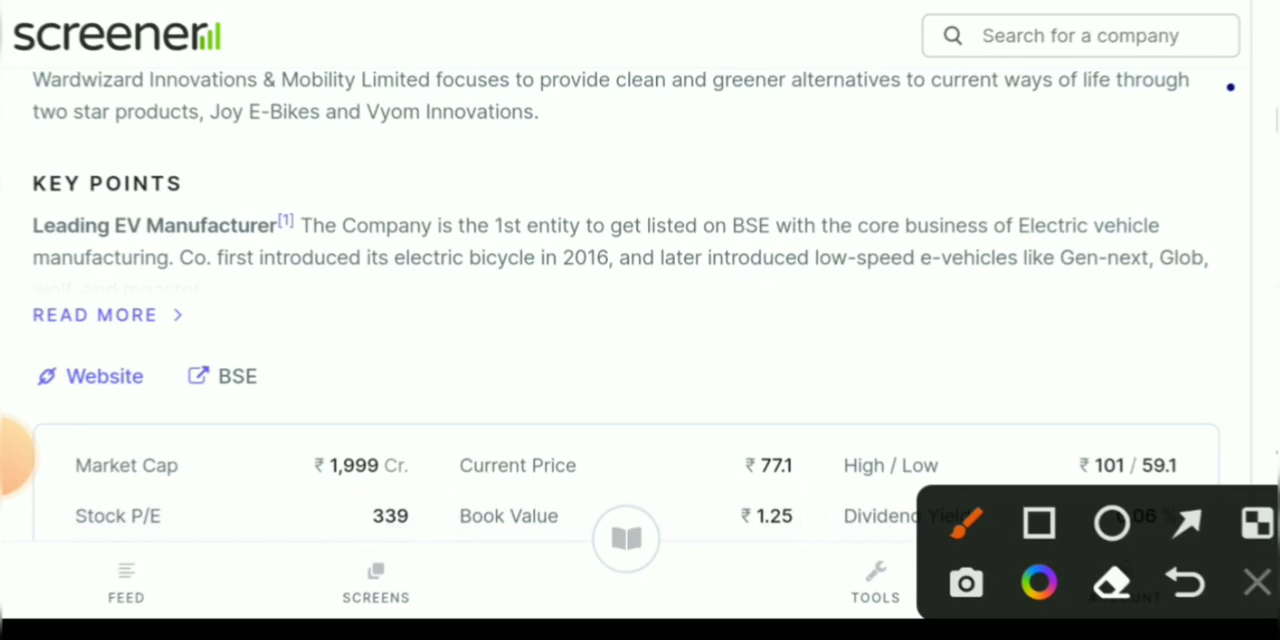 screener
Search for a company
Wardwizard Innovations & Mobility Limited focuses to provide clean and greener alternatives to current ways of life through
two star products, Joy E-Bikes and Vyom Innovations.
KEY POINTS
Leading EV Manufacturer[1] The Company is the 1st entity to get listed on BSE with the core business of Electric vehicle
manufacturing. Co. first introduced its electric bicycle in 2016, and later introduced low-speed e-vehicles like Gen-next, Glob,
wolf, and monster
READ MORE
Website BSE
Market Cap ₹ 1,999 Cr. Current Price ₹ 77.1 High / Low ₹ 101 / 59.1
Stock P/E 339 Book Value ₹ 1.25 Dividend Yield
FEED SCREENS TOOLS